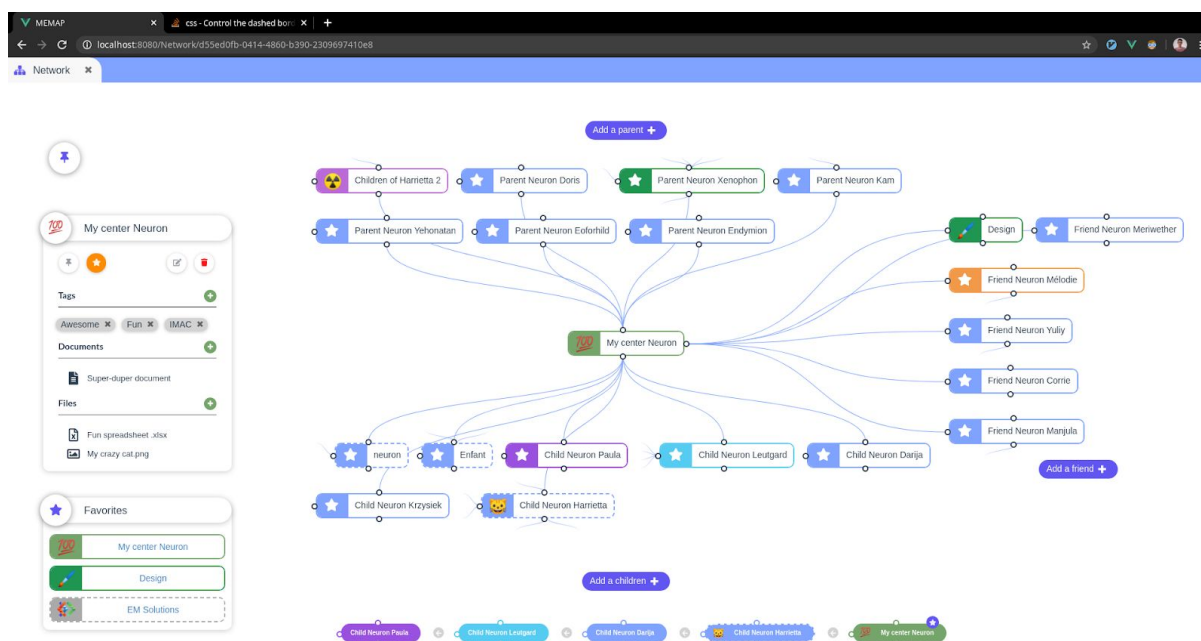 MEMAP
css - Control the dashed bor
localhost:8080/Network/d55ed0fb-0414-4860-b390-2309697410e8
Network
Add a parent
Children of Harrietta 2
Parent Neuron Doris
Parent Neuron Xenophon
Parent Neuron Kam
Parent Neuron Yehonatan
Parent Neuron Eoforhild
Parent Neuron Endymion
Design
Friend Neuron Meriwether
Friend Neuron Mélodie
Friend Neuron Yuliy
Friend Neuron Corrie
Friend Neuron Manjula
Add a friend
100
My center Neuron
100
My center Neuron
Tags
Awesome
Fun
IMAC
Documents
Super-duper document
Files
Fun spreadsheet .xlsx
My crazy cat.png
neuron
Enfant
Child Neuron Paula
Child Neuron Leutgard
Child Neuron Darija
Child Neuron Krzysiek
Child Neuron Harrietta
Favorites
100
My center Neuron
Design
EM Solutions
Add a children
Child Neuron Paula
Child Neuron Leutgard
Child Neuron Darija
Child Neuron Harrietta
100
My center Neuron